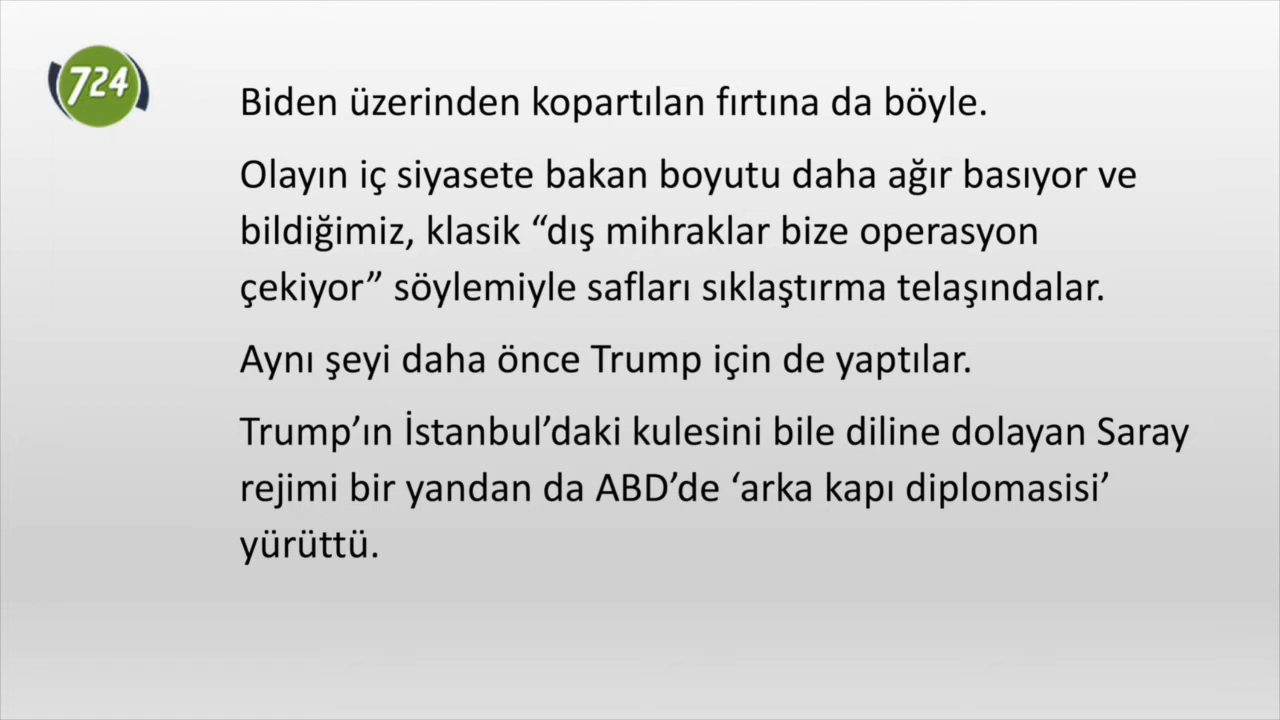 724
Biden üzerinden kopartılan fırtına da böyle.
Olayın iç siyasete bakan boyutu daha ağır basıyor ve
bildiğimiz, klasik “dış mihraklar bize operasyon
çekiyor” söylemiyle safları sıklaştırma telaşındalar.
Aynı şeyi daha önce Trump için de yaptılar.
Trump’ın İstanbul’daki kulesini bile diline dolayan Saray
rejimi bir yandan da ABD’de ‘arka kapı diplomasisi’
yürüttü.